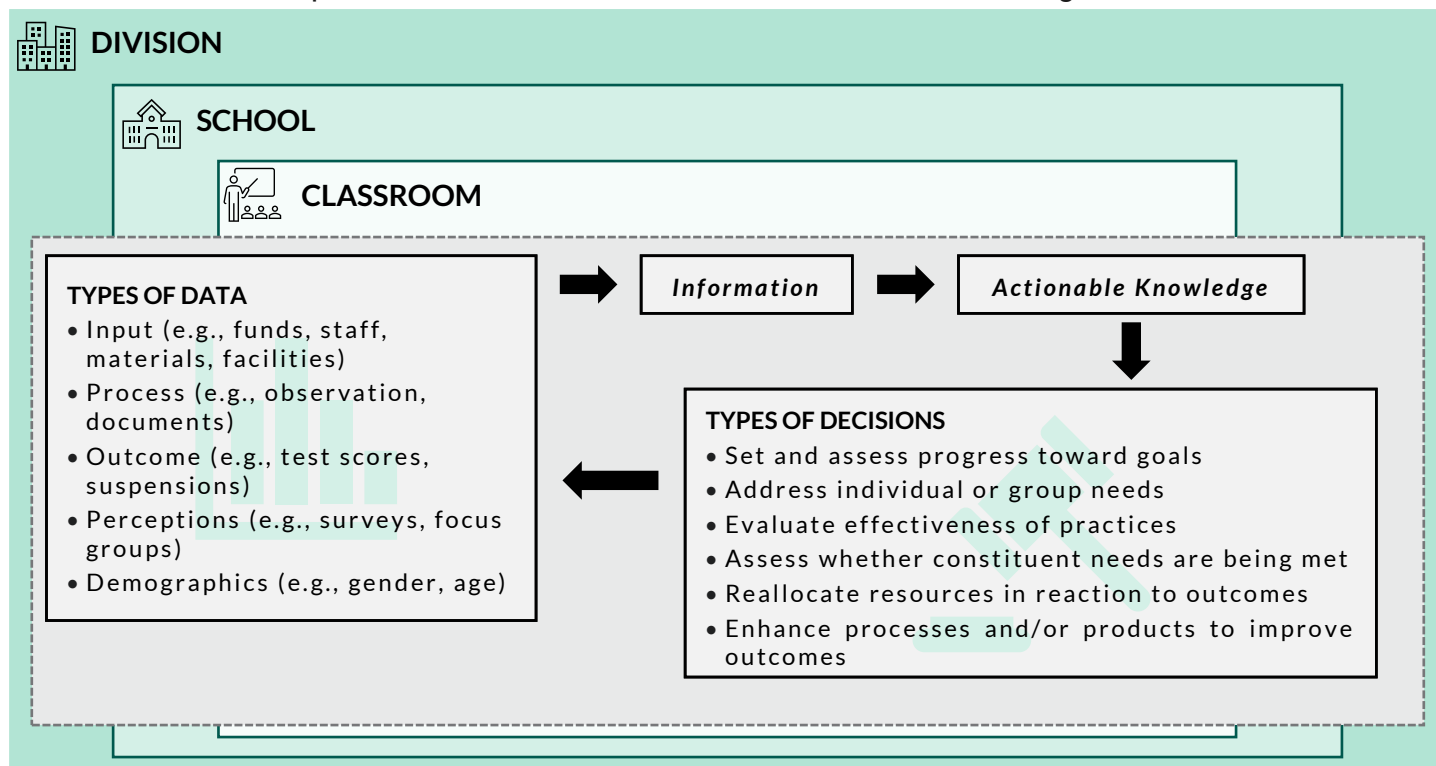 DIVISION
SCHOOL
CLASSROOM
TYPES OF DATA
• Input (e.g., funds, staff,
materials, facilities)
• Process (e.g., observation,
documents)
• Outcome (e.g., test scores,
suspensions)
• Perceptions (e.g., surveys, focus
groups)
• Demographics (e.g., gender, age)
Information
Actionable Knowledge
TYPES OF DECISIONS
• Set and assess progress toward goals
• Address individual or group needs
• Evaluate effectiveness of practices
• Assess whether constituent needs are being met
• Reallocate resources in reaction to outcomes
• Enhance processes and/or products to improve
outcomes